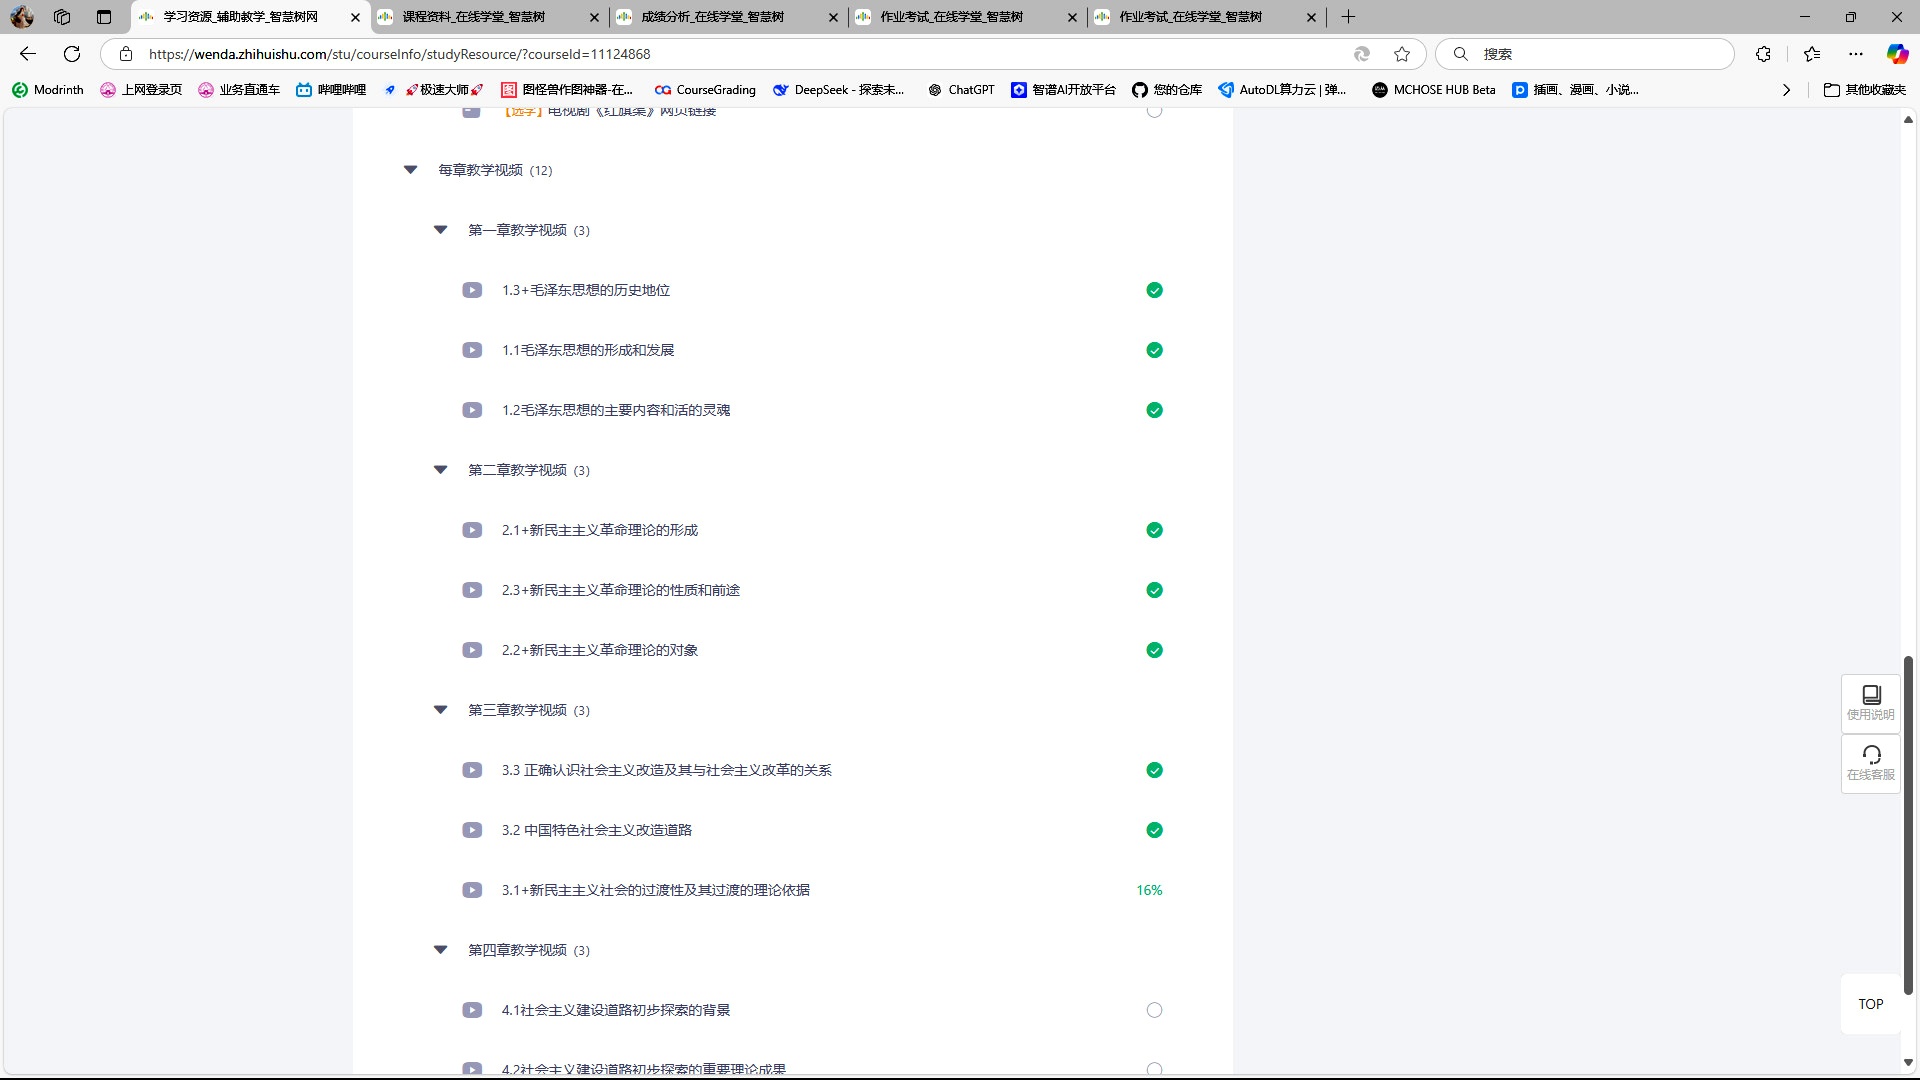 学习资源_辅助教学_智慧树网
课程资料_在线学堂_智慧树
成绩分析_在线学堂_智慧树
作业考试_在线学堂_智慧树
作业考试_在线学堂_智慧树
https://wenda.zhihuishu.com/stu/courseInfo/studyResource/?courseId=11124868
搜索
Modrinth
上网登录页
业务直通车
哔哩哔哩
🚀极速大师🚀
图怪兽作图神器-在...
CourseGrading
DeepSeek - 探索未...
ChatGPT
智谱AI开放平台
您的仓库
AutoDL算力云 | 弹...
MCHOSE HUB Beta
插画、漫画、小说...
其他收藏夹
【选学】电视剧《红旗渠》网页链接
每章教学视频 (12)
第一章教学视频 (3)
1.3+毛泽东思想的历史地位
1.1毛泽东思想的形成和发展
1.2毛泽东思想的主要内容和活的灵魂
第二章教学视频 (3)
2.1+新民主主义革命理论的形成
2.3+新民主主义革命理论的性质和前途
2.2+新民主主义革命理论的对象
第三章教学视频 (3)
3.3 正确认识社会主义改造及其与社会主义改革的关系
3.2 中国特色社会主义改造道路
3.1+新民主主义社会的过渡性及其过渡的理论依据
16%
第四章教学视频 (3)
4.1社会主义建设道路初步探索的背景
4.2社会主义建设道路初步探索的重要理论成果
使用说明
在线客服
TOP